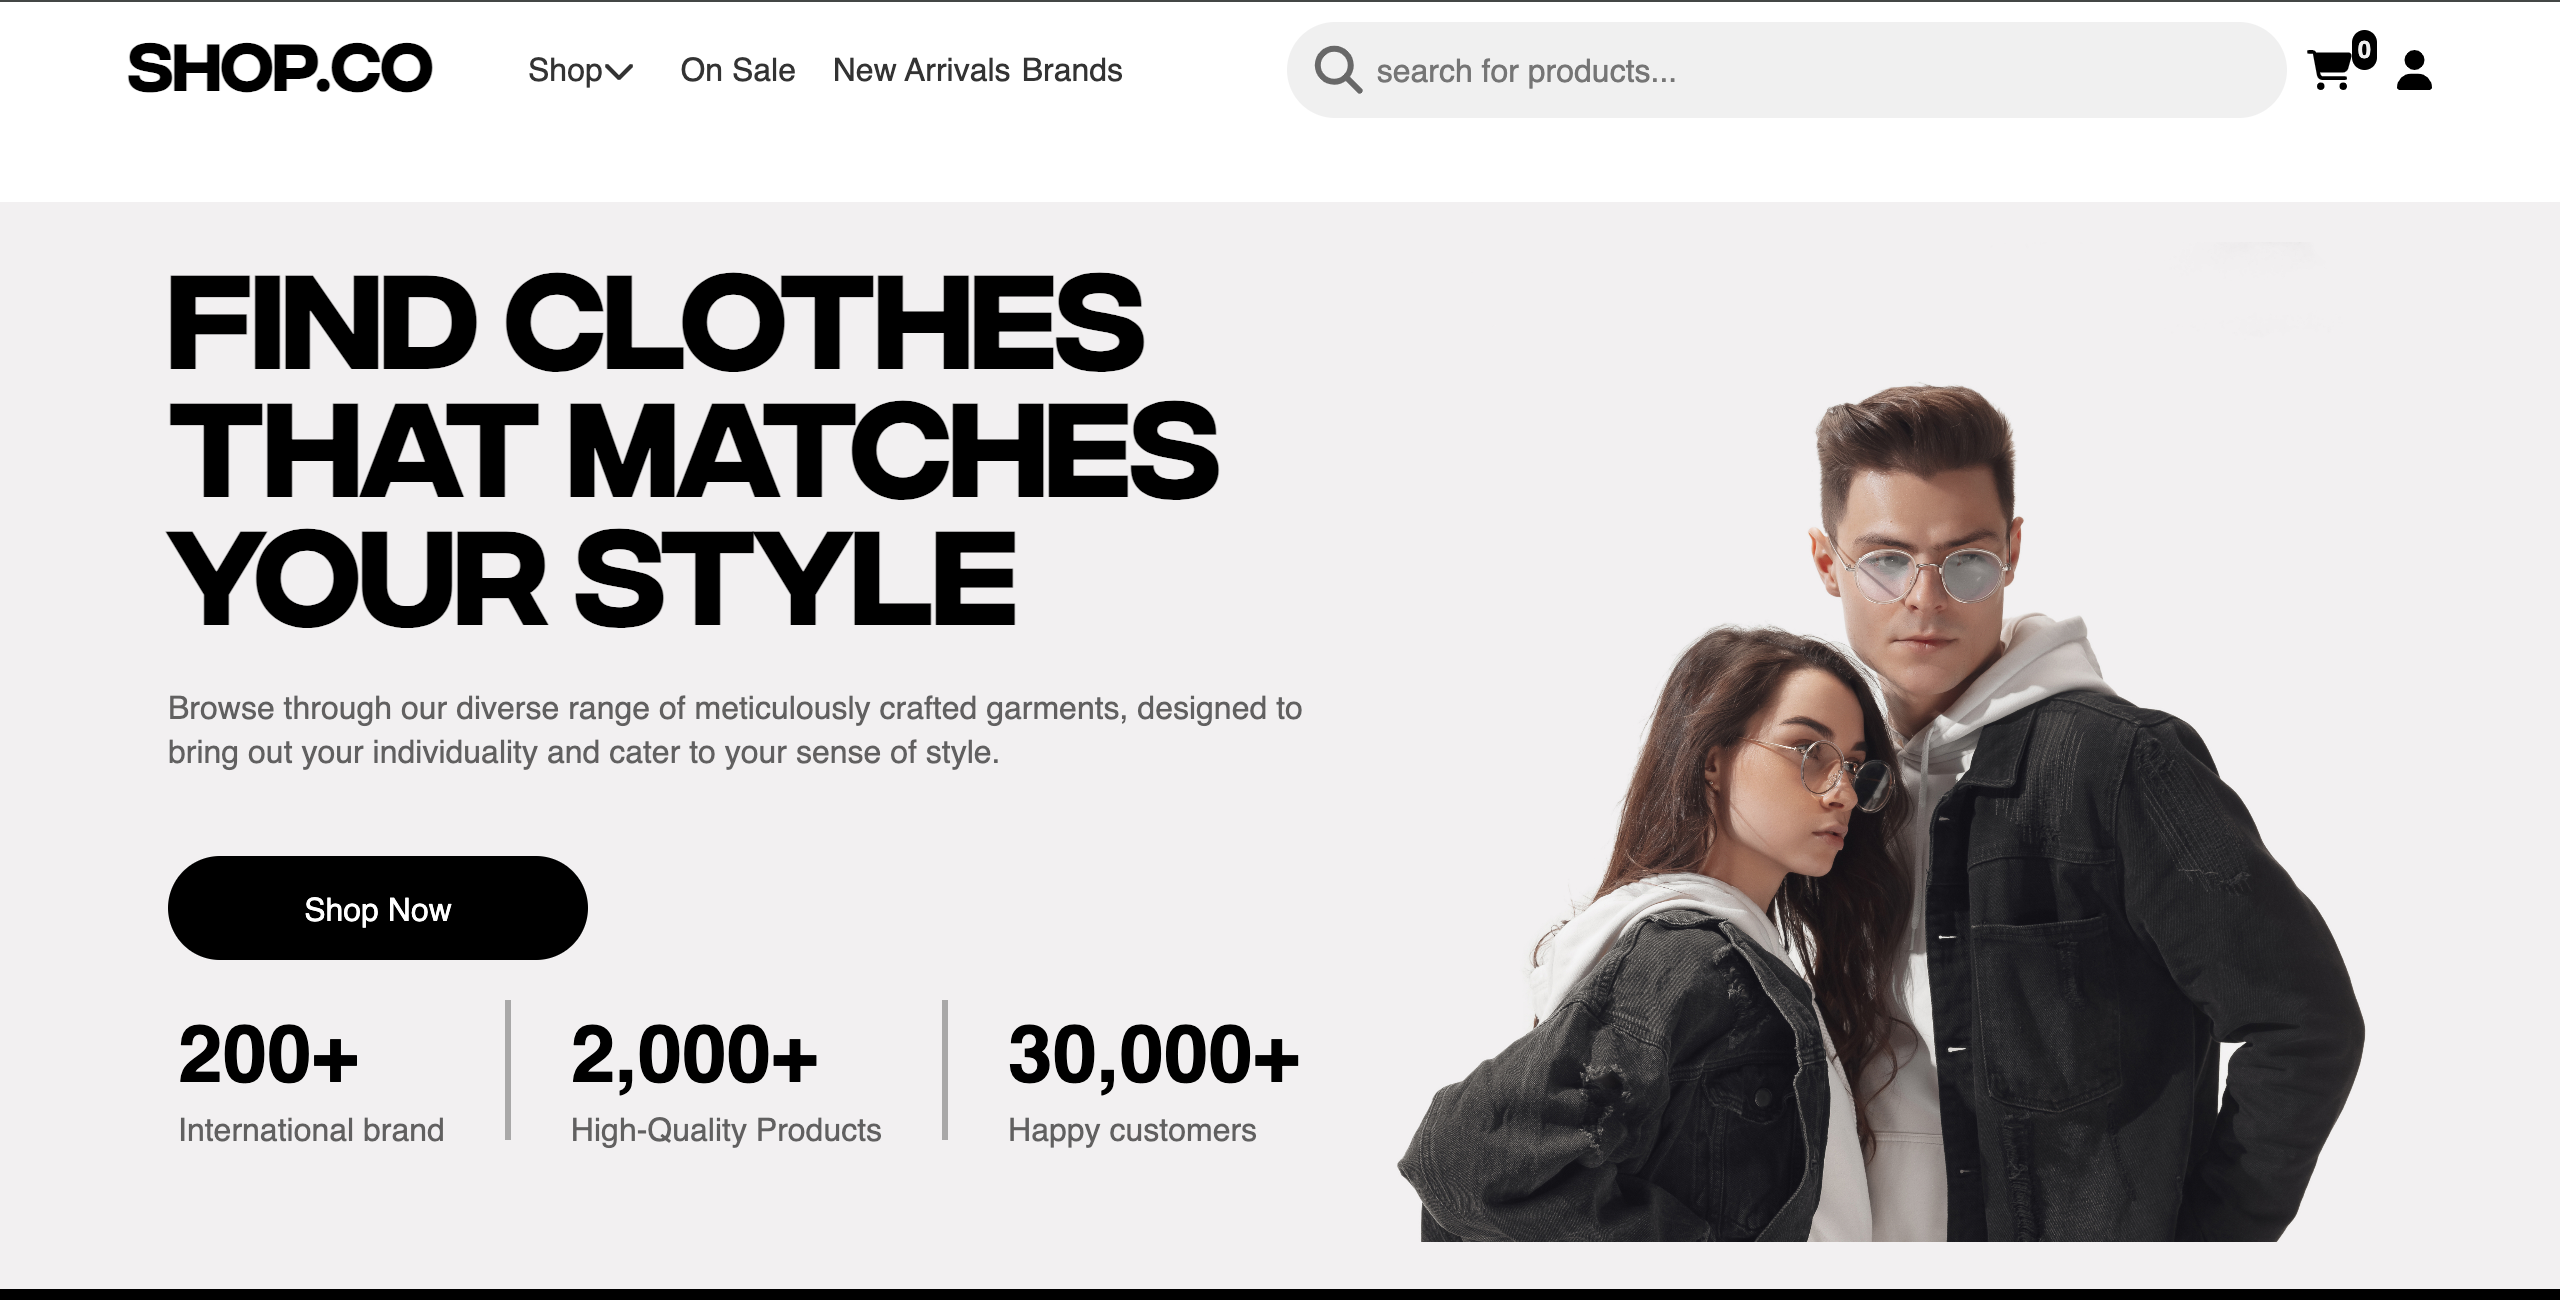 SHOP.CO
Shop On Sale New Arrivals Brands
search for products...
0
FIND CLOTHES
THAT MATCHES
YOUR STYLE
Browse through our diverse range of meticulously crafted garments, designed to
bring out your individuality and cater to your sense of style.
Shop Now
200+ 2,000+ 30,000+
International brand High-Quality Products Happy customers